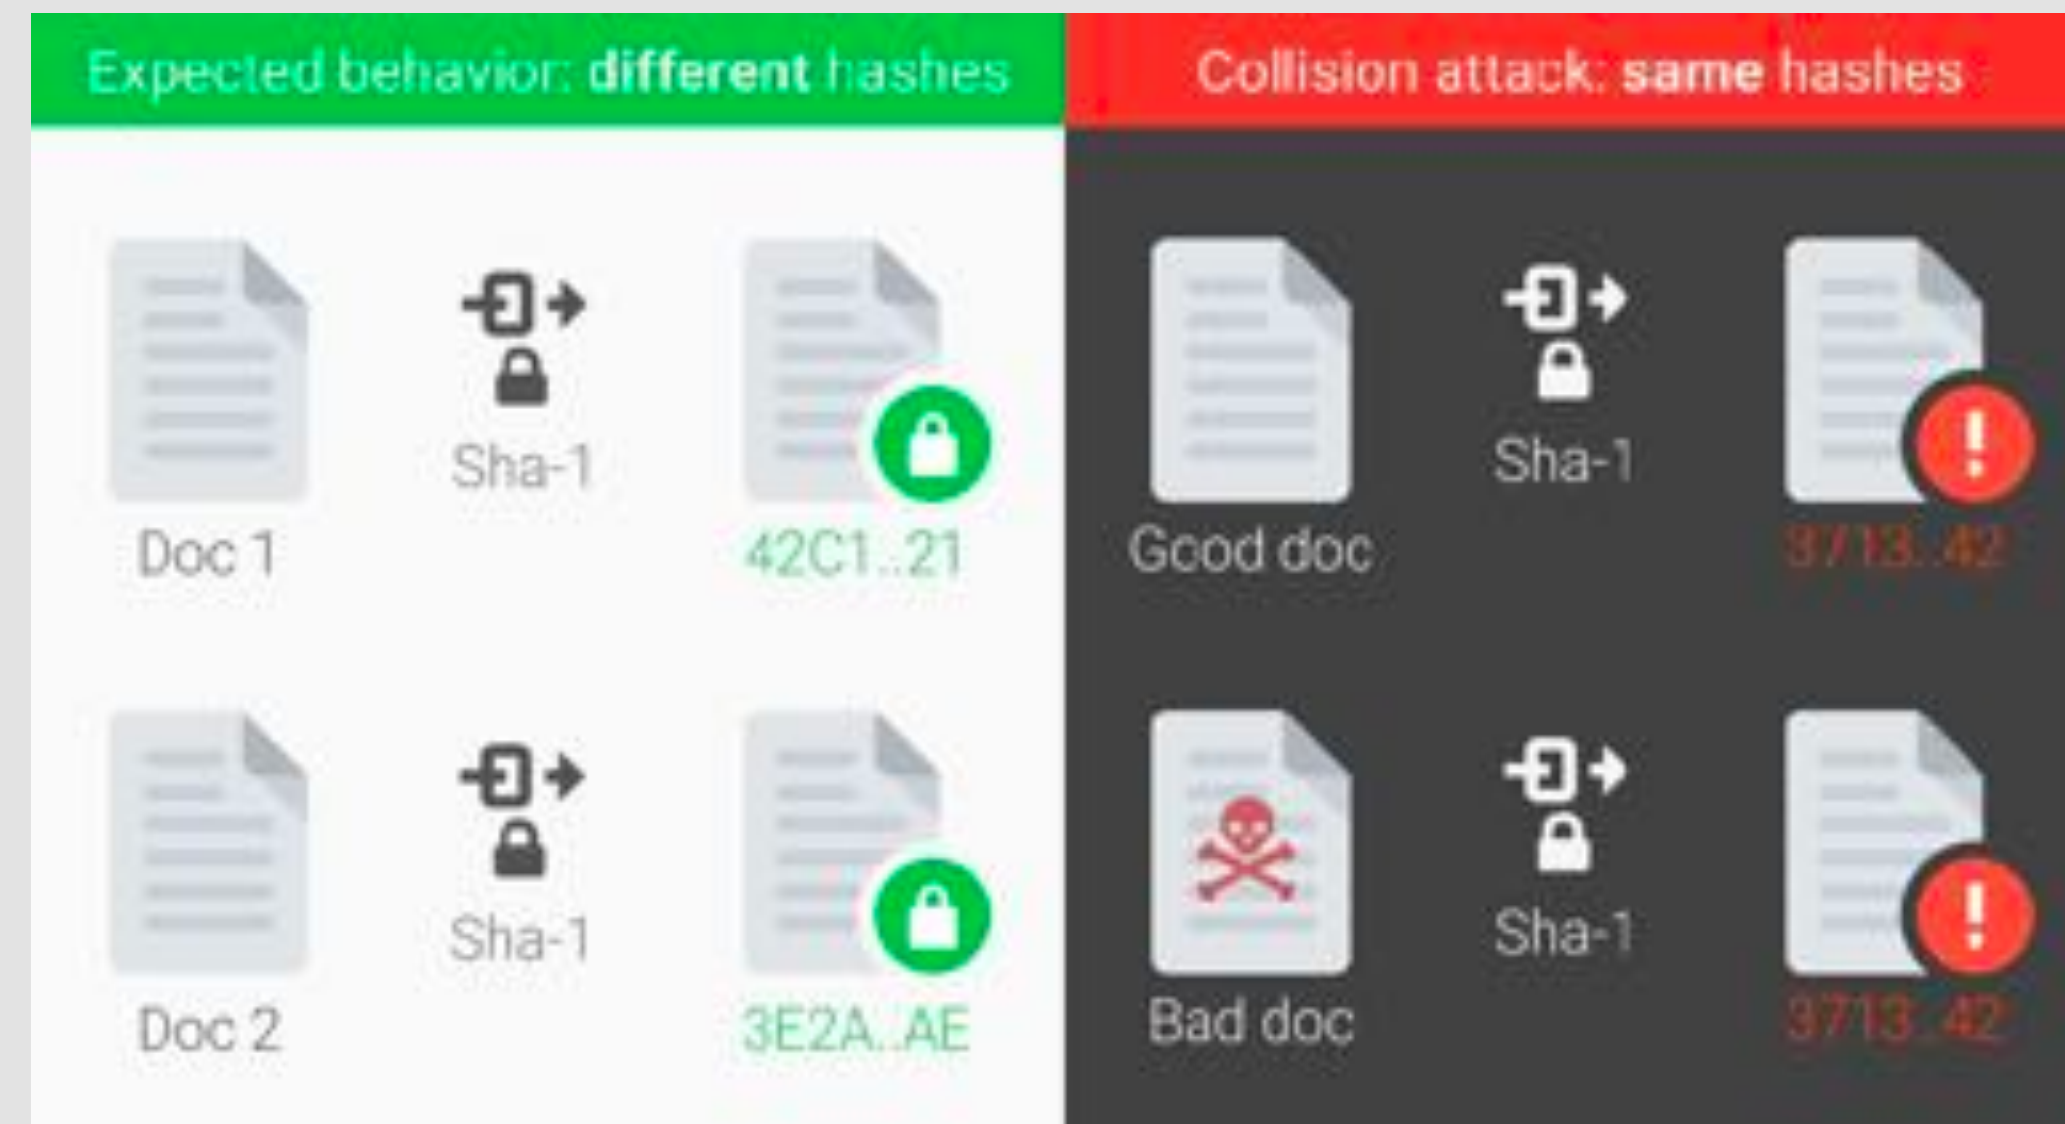 Expected behavior: different hashes
Sha-1
Doc 1
42C1..21
Sha-1
Doc 2
3E2A..AE
Collision attack: same hashes
Sha-1
Good doc
3713..42
Sha-1
Bad doc
3713..42